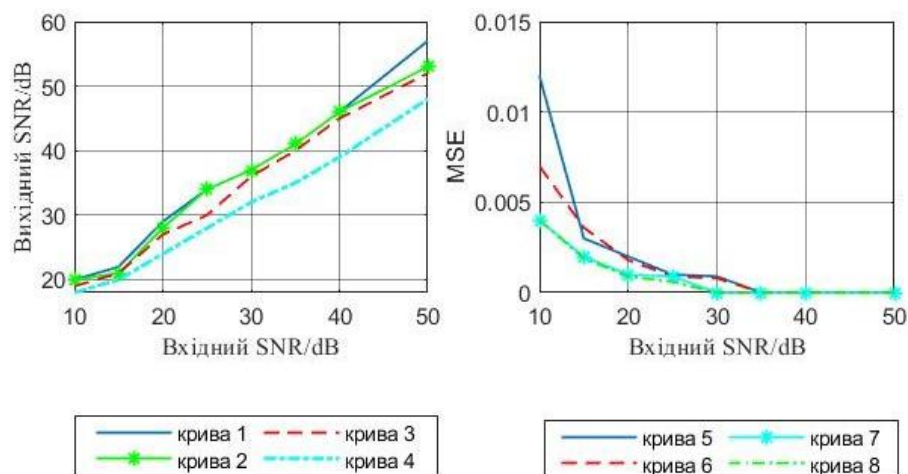 60
50
40
30
20
Вихідний SNR/dB
10 20 30 40 50
Вхідний SNR/dB
крива 1 крива 3
крива 2 крива 4
0.015
0.01
0.005
0
MSE
10 20 30 40 50
Вхідний SNR/dB
крива 5 крива 7
крива 6 крива 8